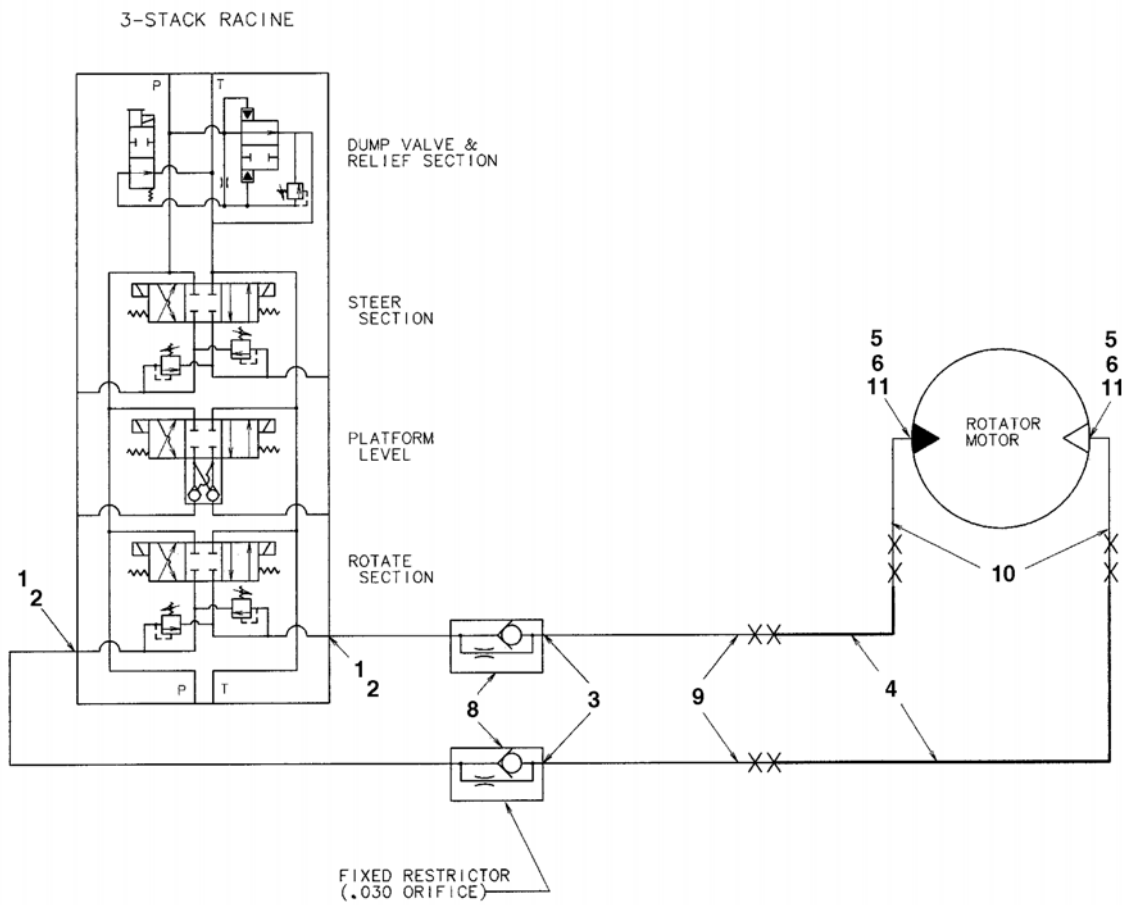 3-STACK RACINE
P T
DUMP VALVE &
RELIEF SECTION
STEER
SECTION
PLATFORM
LEVEL
ROTATE
SECTION
1
2
P T
1
2
8
3
9
4
10
5
6
11
ROTATOR
MOTOR
5
6
11
FIXED RESTRICTOR
(.030 ORIFICE)